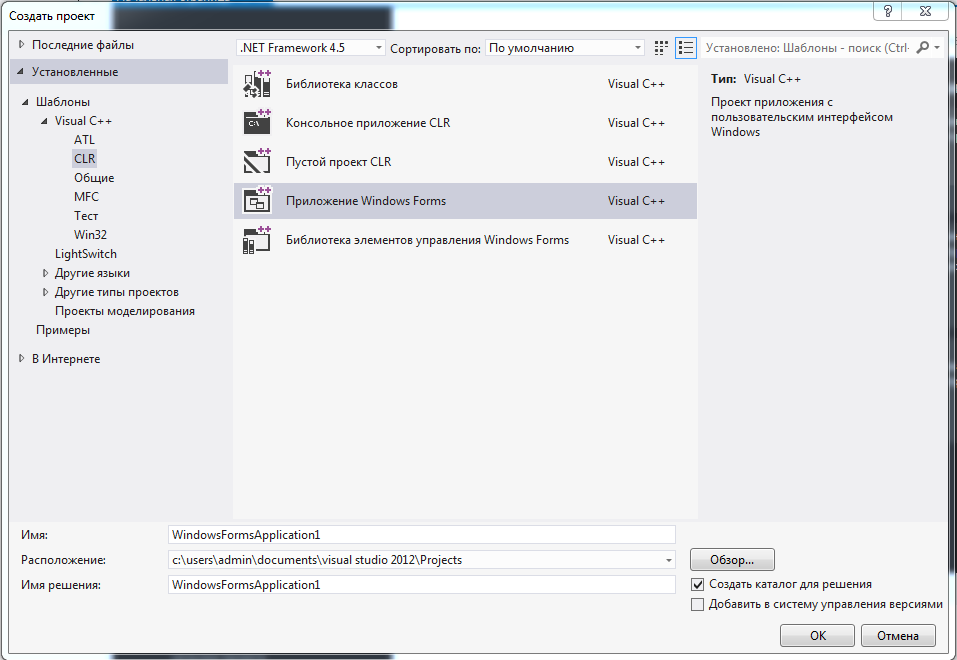 Создать проект
Последние файлы
.NET Framework 4.5
Сортировать по:
По умолчанию
Установлено: Шаблоны - поиск (Ctrl-
Установленные
Шаблоны
Visual C++
ATL
CLR
Общие
MFC
Тест
Win32
LightSwitch
Другие языки
Другие типы проектов
Проекты моделирования
Примеры
В Интернете
Библиотека классов Visual C++
Консольное приложение CLR Visual C++
Пустой проект CLR Visual C++
Приложение Windows Forms Visual C++
Библиотека элементов управления Windows Forms Visual C++
Тип: Visual C++
Проект приложения с
пользовательским интерфейсом
Windows
Имя: WindowsFormsApplication1
Расположение: c:\users\admin\documents\visual studio 2012\Projects
Обзор...
Имя решения: WindowsFormsApplication1
Создать каталог для решения
Добавить в систему управления версиями
OK
Отмена